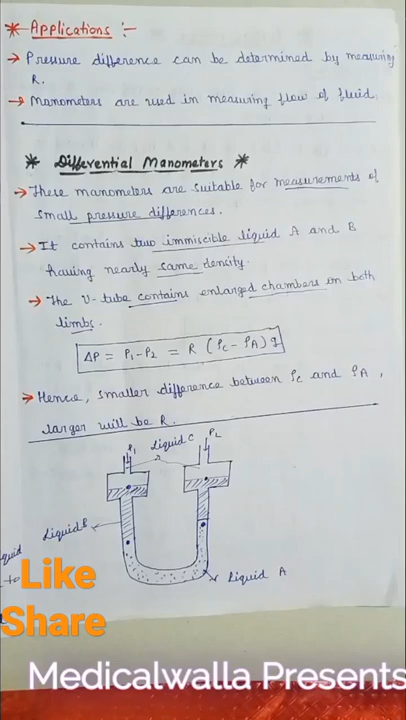 * Applications :-
→ Pressure difference can be determined by measuring
R.
→ Manometers are used in measuring flow of fluid.
* Differential Manometers *
→ These manometers are suitable for measurements of
small pressure differences.
→ It contains two immiscible liquid A and B
having nearly same density.
→ The U-tube contains enlarged chambers on both
limbs.
ΔP = P₁-P₂ = R (ρc - ρA) g
→ Hence, smaller difference between ρc and ρA,
larger will be R.
P₁ Liquid C P₂
Liquid B
quid
to
Liquid A
Like
Share
Medicalwalla Presents